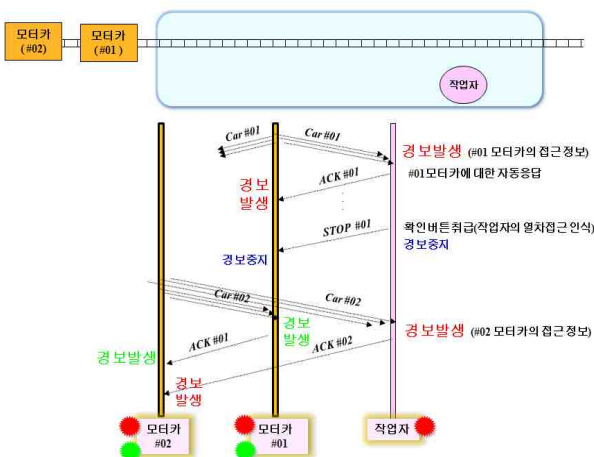 모터카
(#02)
모터카
(#01)
작업자
Car #01
Car #01
경보발생 (#01 모터카의 접근정보)
ACK #01
#01모터카에 대한 자동응답
경보
발생
STOP #01
확인버튼취급(작업자의 열차접근인식)
경보중지
경보중지
Car #02
Car #02
경보
발생
경보발생 (#02 모터카의 접근정보)
ACK #01
ACK #02
경보발생
경보
발생
모터카
#02
모터카
#01
작업자